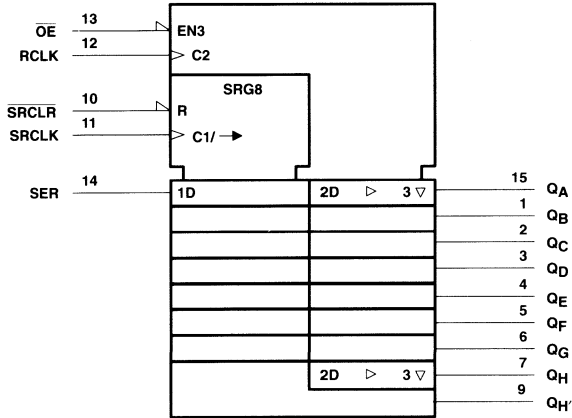 13
OE EN3
12
RCLK C2
SRG8
10
SRCLR R
11
SRCLK C1/
14 15
SER 1D 2D 3 QA
1
QB
2
QC
3
QD
4
QE
5
QF
6
QG
7
2D 3 QH
9
QH′